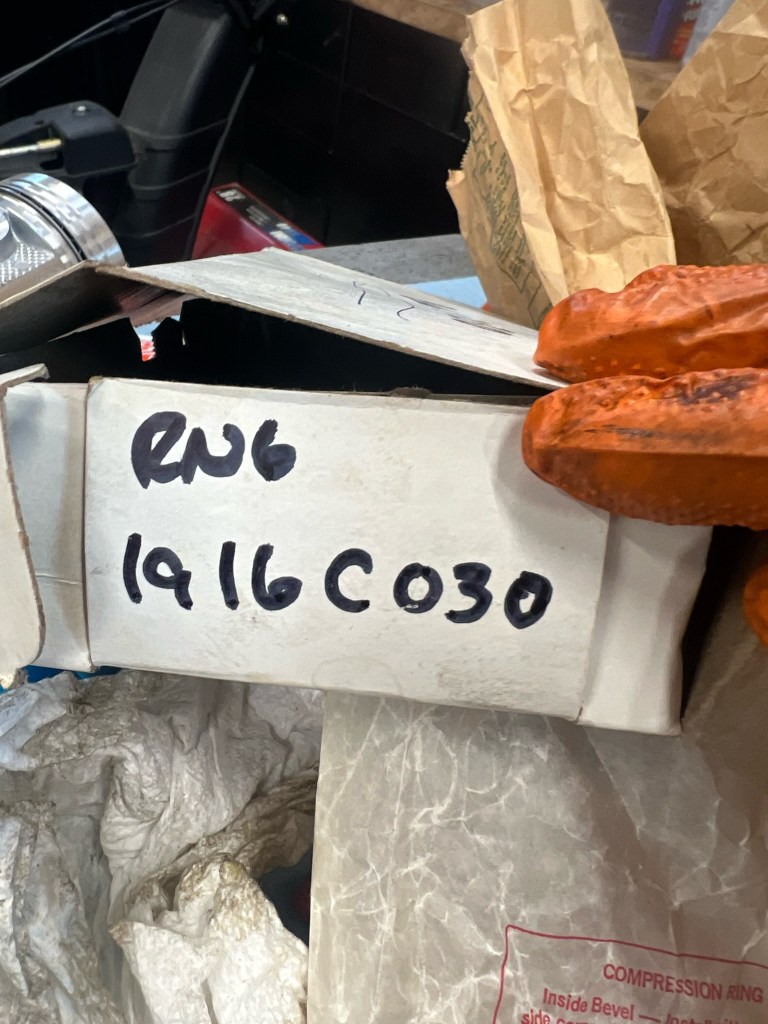 RNG
1916C030
COMPRESSION RING
Inside Bevel —